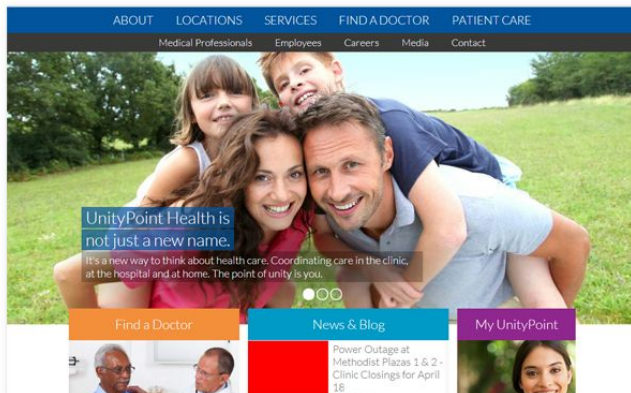 ABOUT LOCATIONS SERVICES FIND A DOCTOR PATIENT CARE
Medical Professionals Employees Careers Media Contact
UnityPoint Health is
not just a new name.
It's a new way to think about health care. Coordinating care in the clinic,
at the hospital and at home. The point of unity is you.
Find a Doctor
News & Blog
My UnityPoint
Power Outage at
Methodist Plazas 1 & 2 -
Clinic Closings for April
18